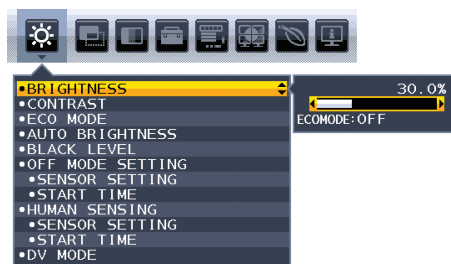 •BRIGHTNESS
30.0%
•CONTRAST
ECOMODE:OFF
•ECO MODE
•AUTO BRIGHTNESS
•BLACK LEVEL
•OFF MODE SETTING
•SENSOR SETTING
•START TIME
•HUMAN SENSING
•SENSOR SETTING
•START TIME
•DV MODE